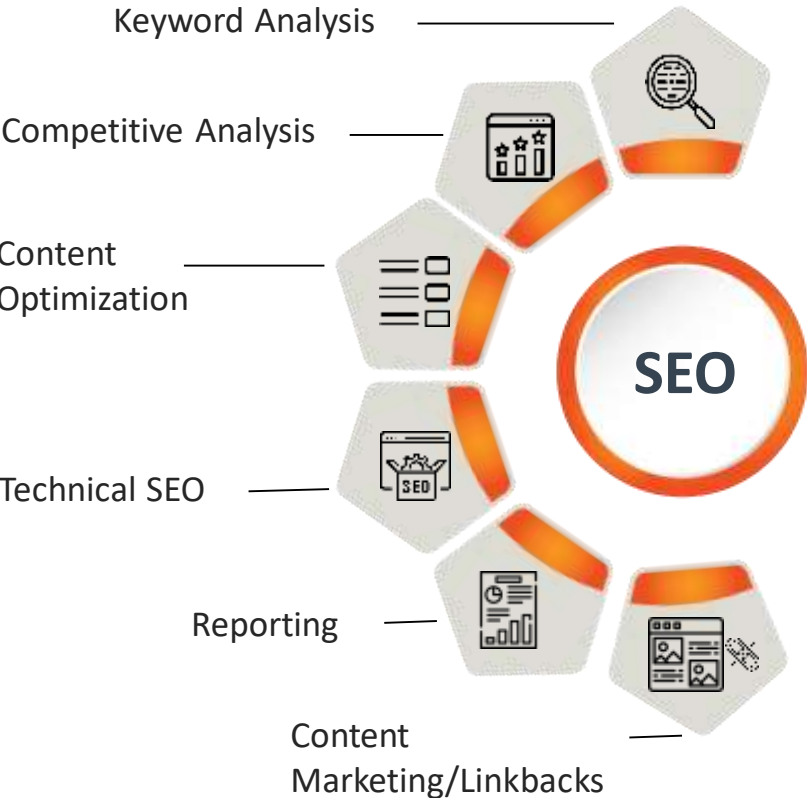 Keyword Analysis
Competitive Analysis
Content
Optimization
SEO
Technical SEO
SEO
Reporting
Content
Marketing/Linkbacks